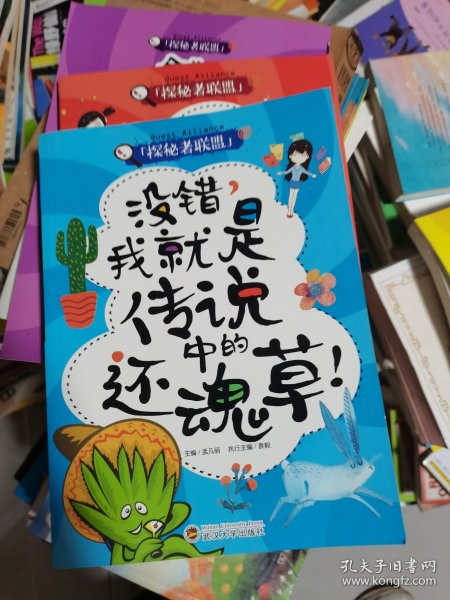 「探秘者联盟」
Quest Alliance
「探秘者联盟」
Quest Alliance
「探秘者联盟」
没错,
我就是
传说
中的
还魂草!
主编/孟凡丽 执行主编/袁毅
Wuhan University Press
武汉大学出版社
孔夫子旧书网
www.kongfz.com